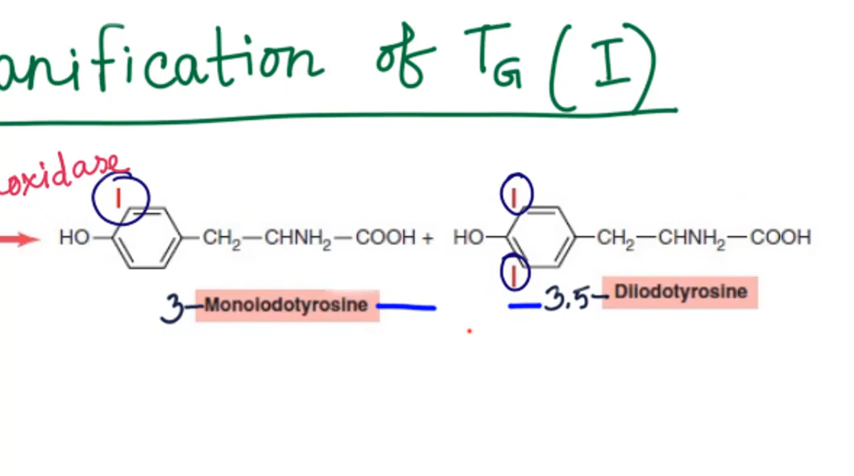 anification of TG (I)
oxidase
I I
HO CH₂—CHNH₂—COOH + HO CH₂—CHNH₂—COOH
I
3-Monoiodotyrosine 3.5-Diiodotyrosine